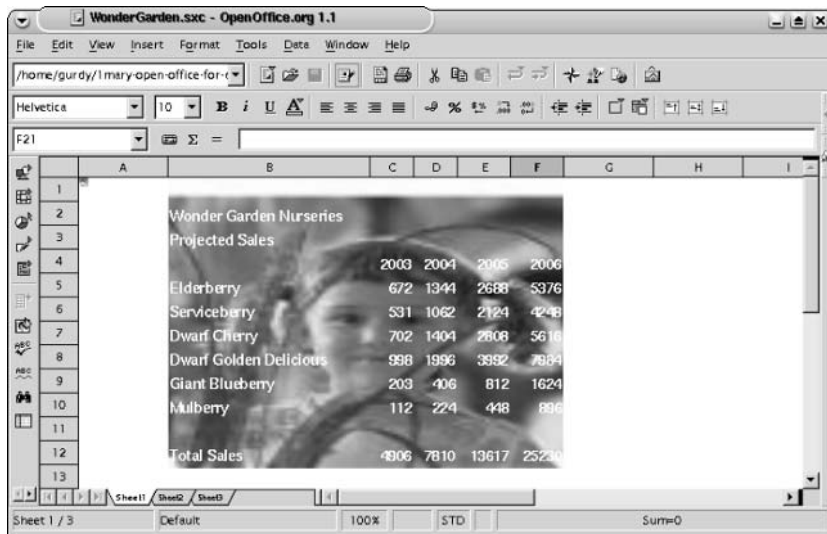 WonderGarden.sxc - OpenOffice.org 1.1
File Edit View Insert Format Tools Data Window Help
/home/gurdy/1mary-open-office-for-
Helvetica 10 B i U A
F21 Σ =
A B C D E F G H I
1
2 Wonder Garden Nurseries
3 Projected Sales
4 2003 2004 2005 2006
5 Elderberry 672 1344 2688 5376
6 Serviceberry 531 1062 2124 4248
7 Dwarf Cherry 702 1404 2808 5616
8 Dwarf Golden Delicious 998 1996 3992 7984
9 Giant Blueberry 203 406 812 1624
10 Mulberry 112 224 448 896
11
12 Total Sales 4906 7810 13617 25230
13
Sheet1 Sheet2 Sheet3
Sheet 1 / 3 Default 100% STD Sum=0